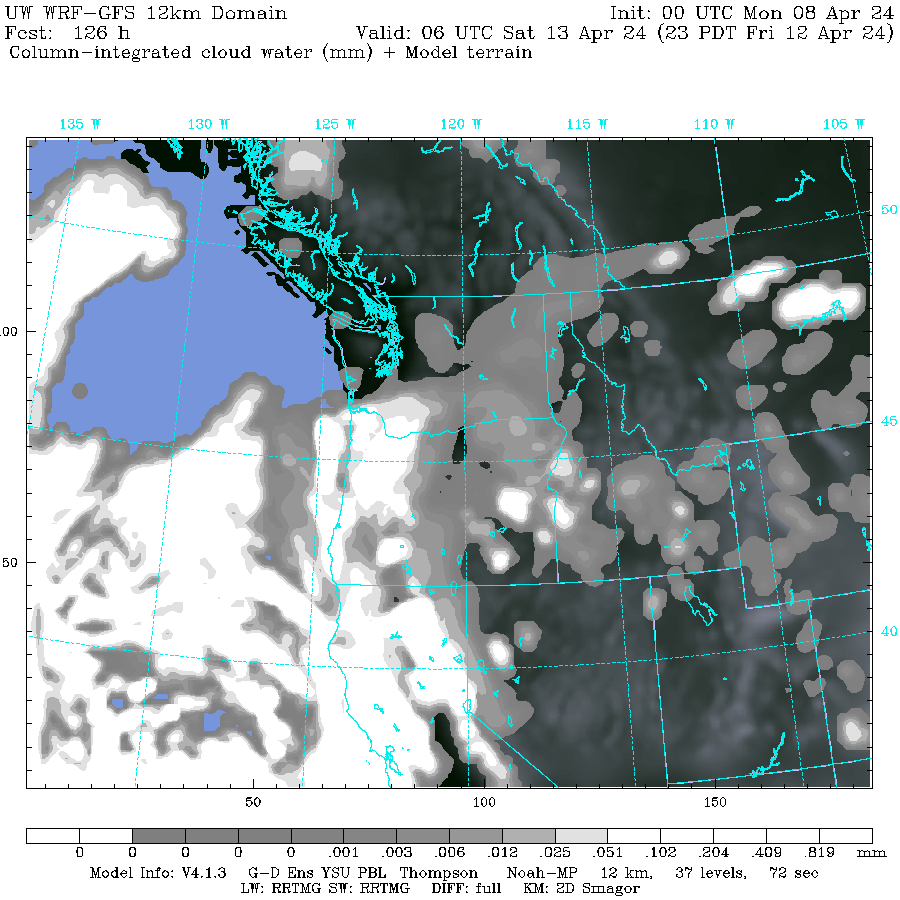 UW WRF-GFS 12km Domain Init: 00 UTC Mon 08 Apr 24
Fcst: 126 h Valid: 06 UTC Sat 13 Apr 24 (23 PDT Fri 12 Apr 24)
Column-integrated cloud water (mm) + Model terrain
135 W 130 W 125 W 120 W 115 W 110 W 105 W
50
00
45
50
40
50 100 150
0 0 0 0 .001 .003 .006 .012 .025 .051 .102 .204 .409 .819 mm
Model Info: V4.1.3 G-D Ens YSU PBL Thompson Noah-MP 12 km, 37 levels, 72 sec
LW: RRTMG SW: RRTMG DIFF: full KM: 2D Smagor